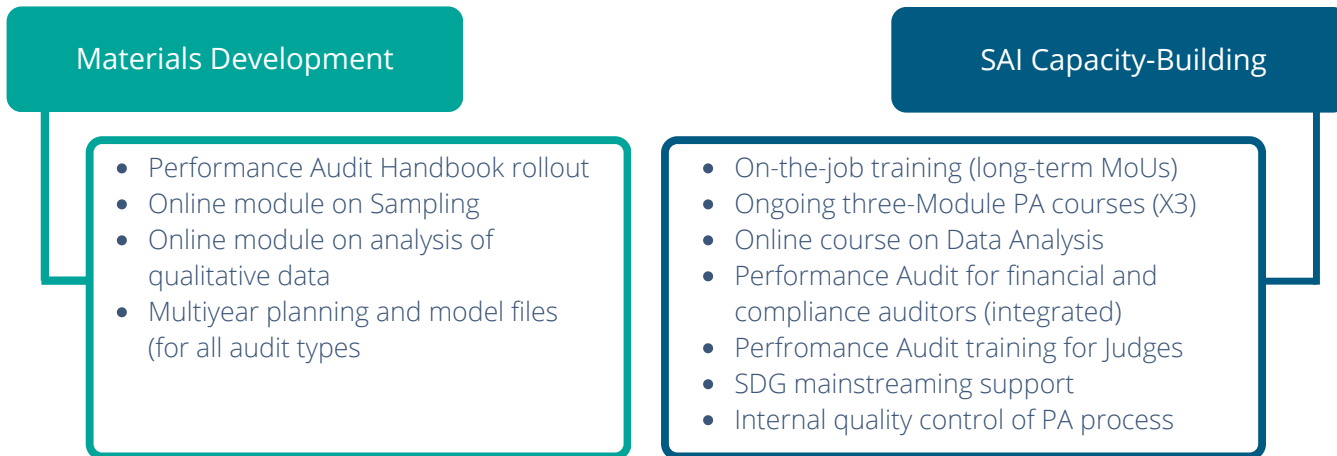 Materials Development
• Performance Audit Handbook rollout
• Online module on Sampling
• Online module on analysis of
qualitative data
• Multiyear planning and model files
(for all audit types
SAI Capacity-Building
• On-the-job training (long-term MoUs)
• Ongoing three-Module PA courses (X3)
• Online course on Data Analysis
• Performance Audit for financial and
compliance auditors (integrated)
• Perfromance Audit training for Judges
• SDG mainstreaming support
• Internal quality control of PA process